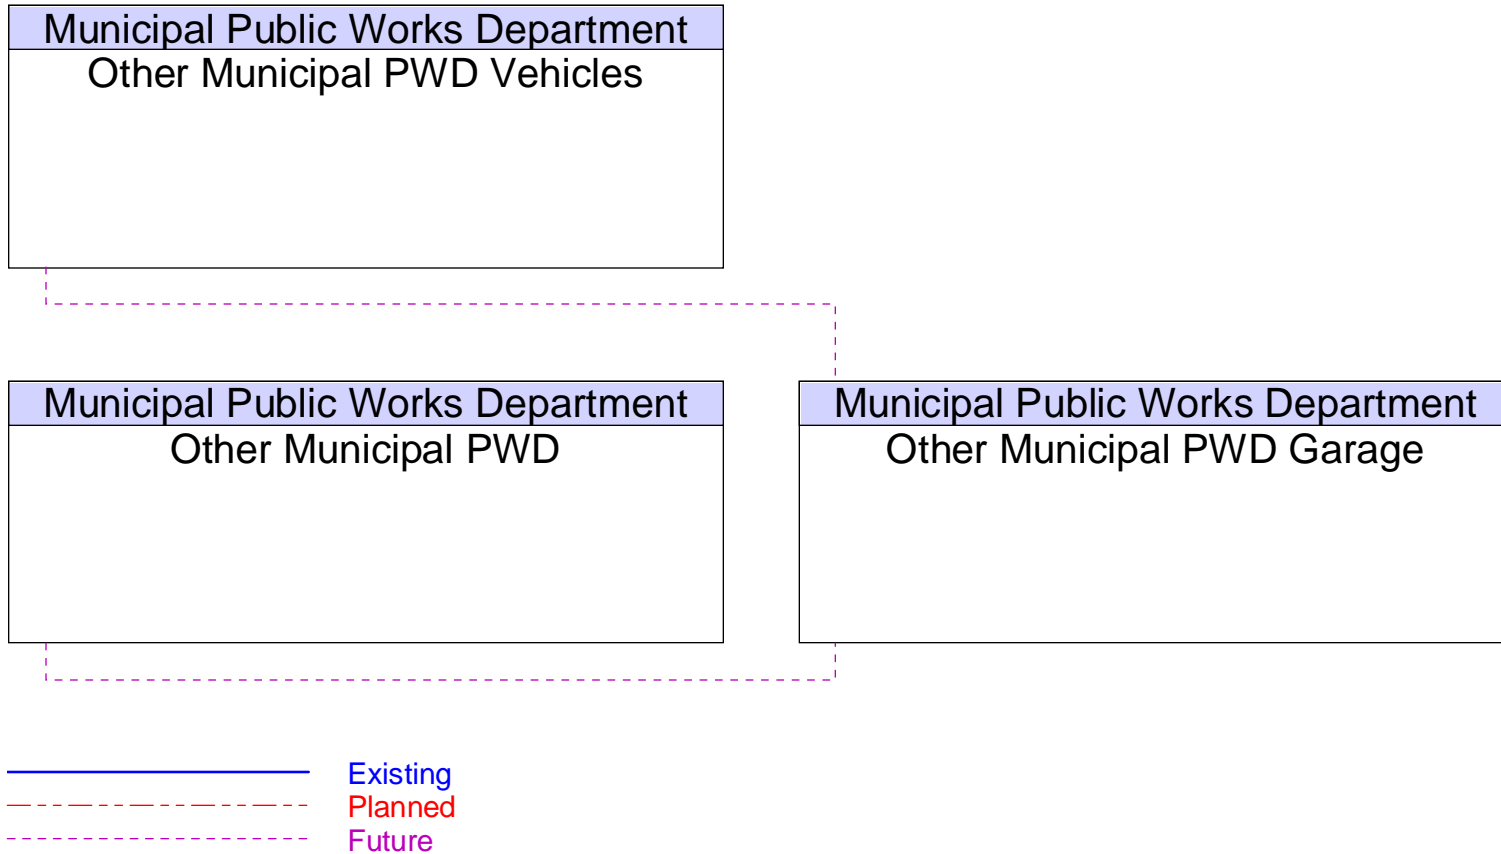 Municipal Public Works Department
Other Municipal PWD Vehicles
Municipal Public Works Department
Other Municipal PWD
Municipal Public Works Department
Other Municipal PWD Garage
Existing
Planned
Future